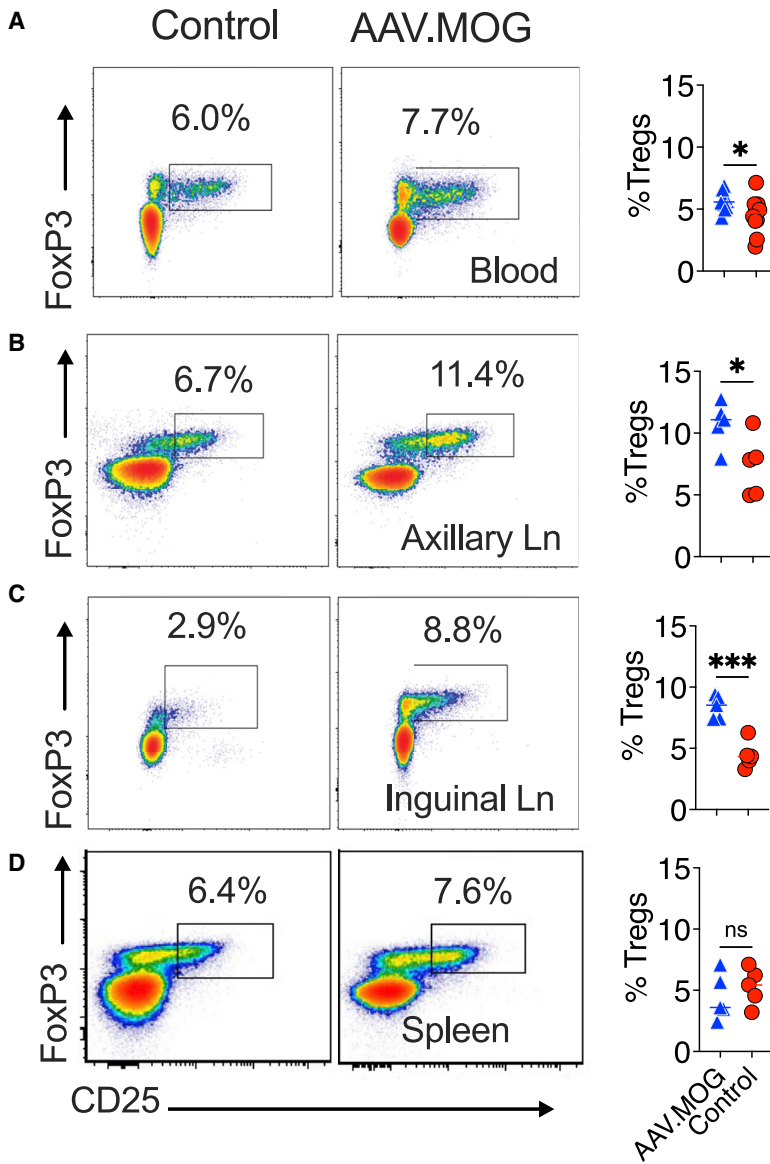 A
Control AAV.MOG
6.0%
7.7%
FoxP3
Blood
%Tregs
15
10
5
0
*
B
6.7%
11.4%
FoxP3
Axillary Ln
%Tregs
15
10
5
0
*
C
2.9%
8.8%
FoxP3
Inguinal Ln
% Tregs
15
10
5
0
***
D
6.4%
7.6%
FoxP3
Spleen
% Tregs
15
10
5
0
ns
CD25
AAV.MOG
Control